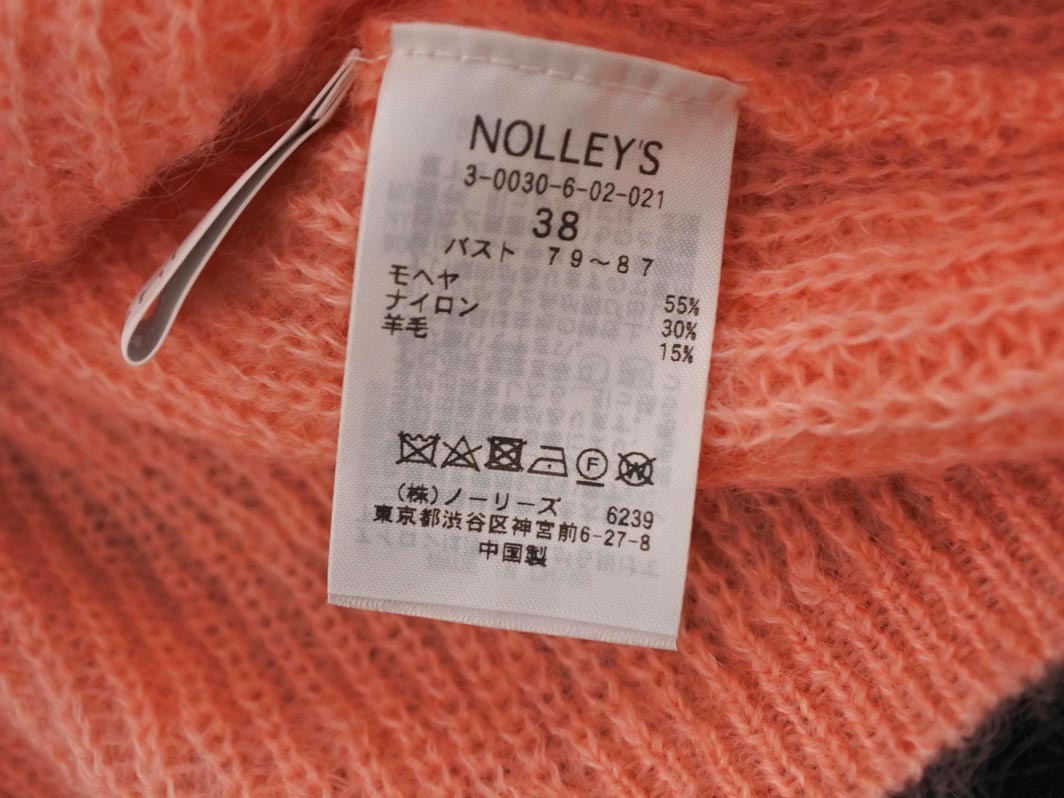 NOLLEY'S
3-0030-6-02-021
38
バスト 79～87
モヘヤ 55%
ナイロン 30%
羊毛 15%
F W
(株)ノーリーズ 6239
東京都渋谷区神宮前6-27-8
中国製